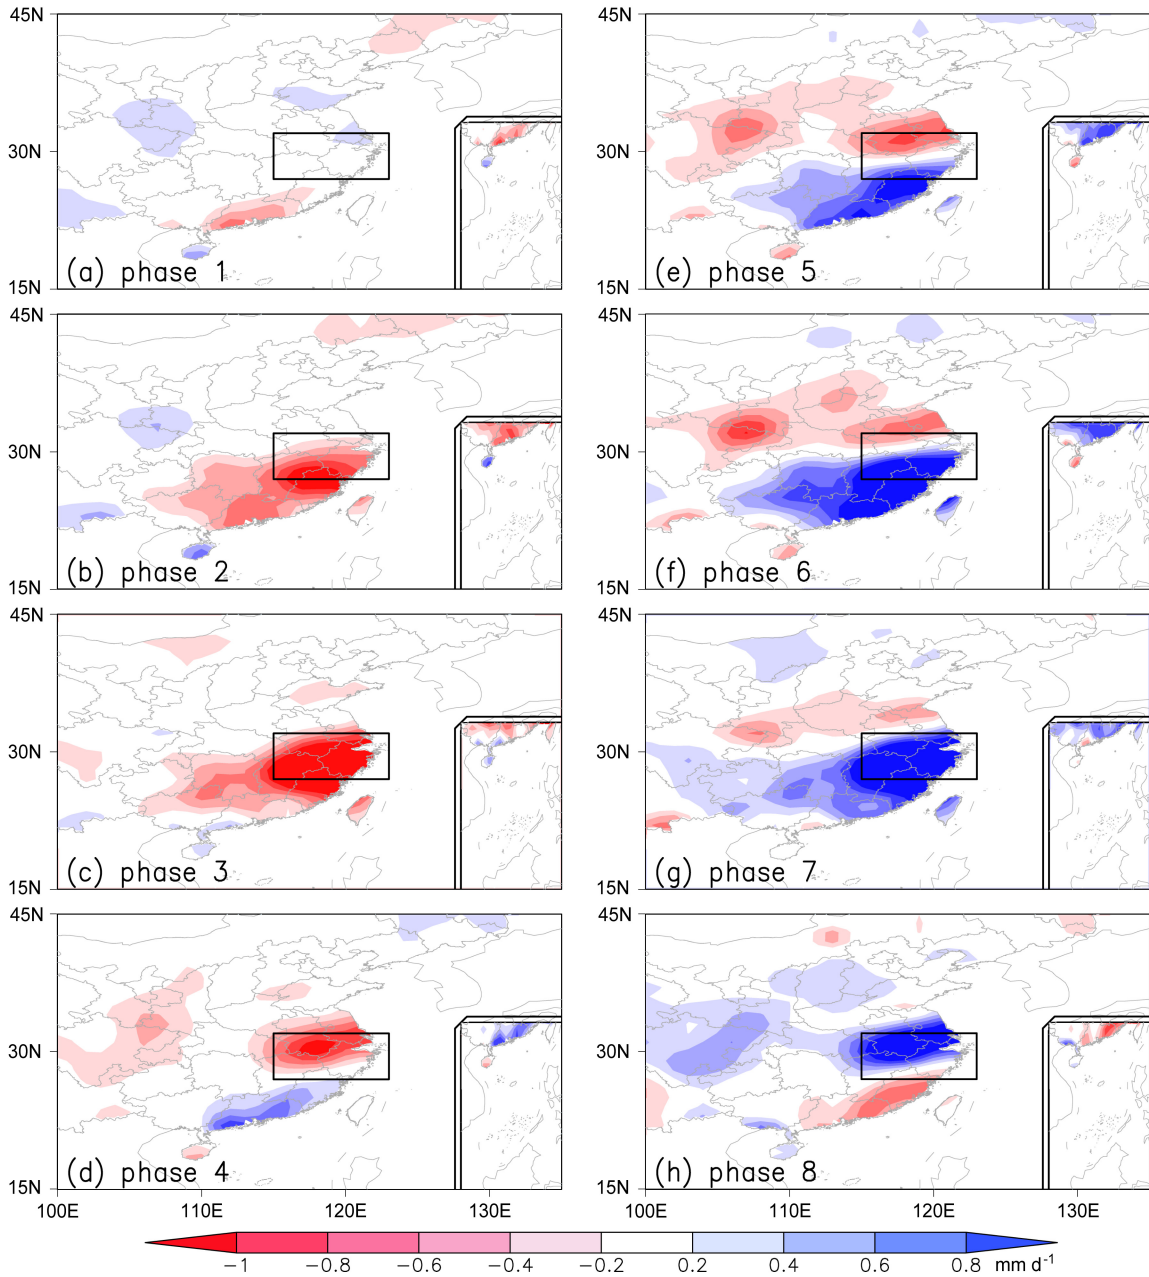 45N
30N
15N
(a) phase 1
45N
30N
15N
(e) phase 5
45N
30N
15N
(b) phase 2
45N
30N
15N
(f) phase 6
45N
30N
15N
(c) phase 3
45N
30N
15N
(g) phase 7
45N
30N
15N
(d) phase 4
100E 110E 120E 130E
45N
30N
15N
(h) phase 8
100E 110E 120E 130E
−1 −0.8 −0.6 −0.4 −0.2 0.2 0.4 0.6 0.8 mm d⁻¹